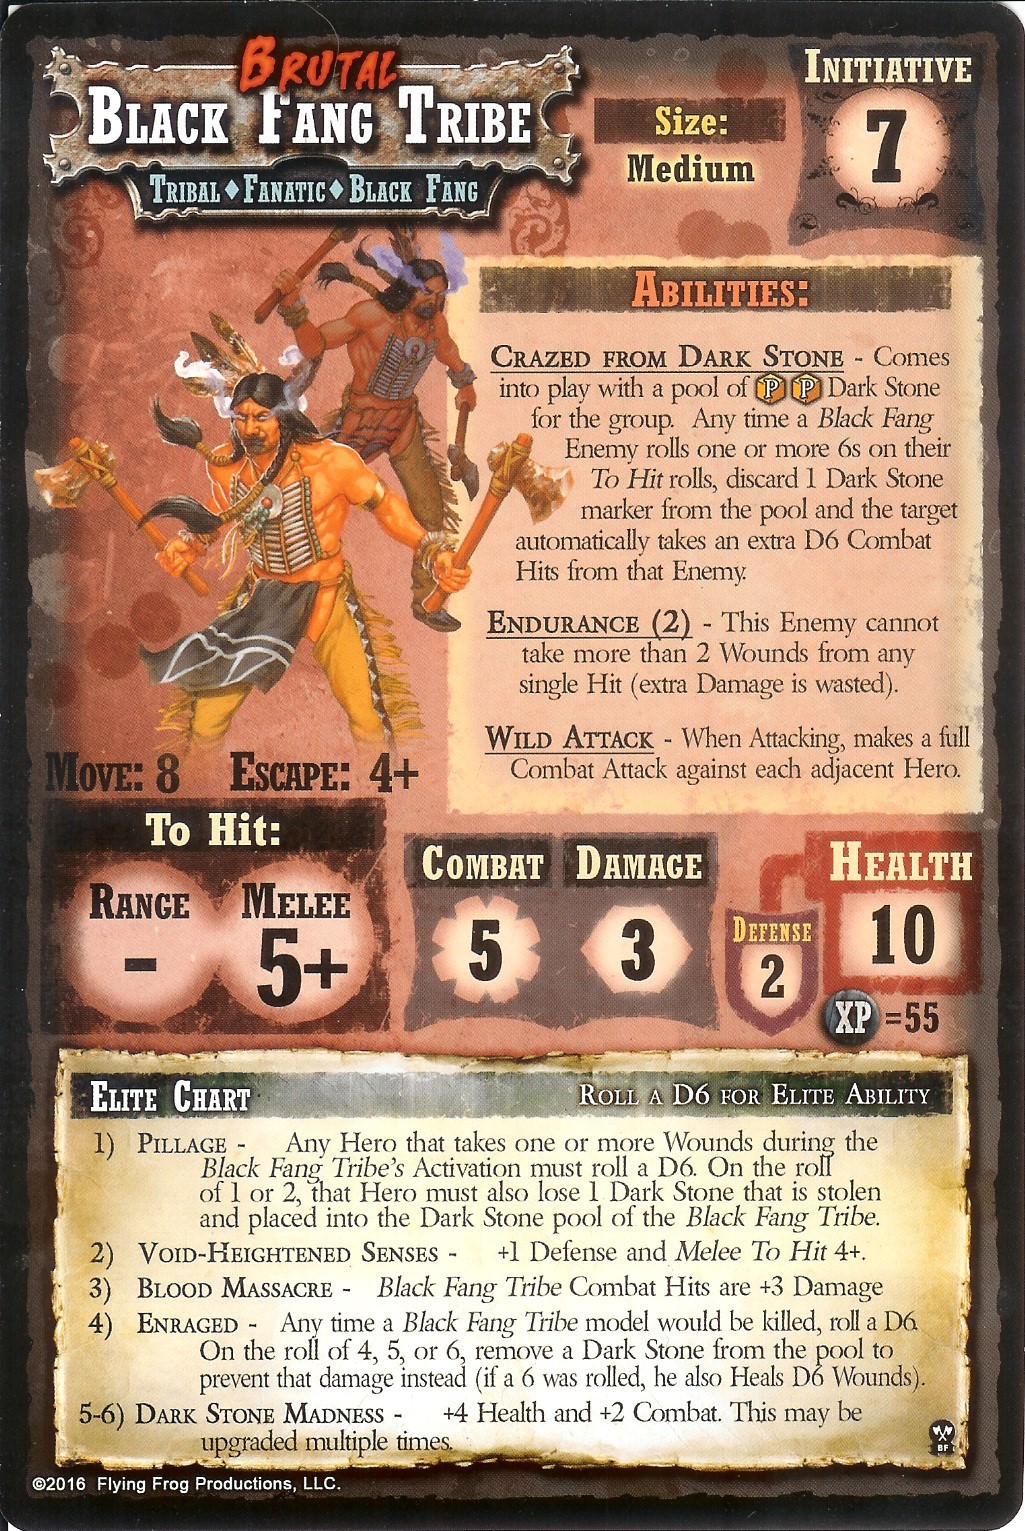 Brutal
Black Fang Tribe
Tribal ♦ Fanatic ♦ Black Fang
Size:
Medium
Initiative
7
Abilities:
Crazed from Dark Stone - Comes
into play with a pool of P P Dark Stone
for the group. Any time a Black Fang
Enemy rolls one or more 6s on their
To Hit rolls, discard 1 Dark Stone
marker from the pool and the target
automatically takes an extra D6 Combat
Hits from that Enemy.
Endurance (2) - This Enemy cannot
take more than 2 Wounds from any
single Hit (extra Damage is wasted).
Wild Attack - When Attacking, makes a full
Combat Attack against each adjacent Hero.
Move: 8 Escape: 4+
To Hit:
Range
-
Melee
5+
Combat
5
Damage
3
Defense
2
Health
10
XP =55
Elite Chart Roll a D6 for Elite Ability
1) Pillage - Any Hero that takes one or more Wounds during the
Black Fang Tribe's Activation must roll a D6. On the roll
of 1 or 2, that Hero must also lose 1 Dark Stone that is stolen
and placed into the Dark Stone pool of the Black Fang Tribe.
2) Void-Heightened Senses - +1 Defense and Melee To Hit 4+.
3) Blood Massacre - Black Fang Tribe Combat Hits are +3 Damage
4) Enraged - Any time a Black Fang Tribe model would be killed, roll a D6.
On the roll of 4, 5, or 6, remove a Dark Stone from the pool to
prevent that damage instead (if a 6 was rolled, he also Heals D6 Wounds).
5-6) Dark Stone Madness - +4 Health and +2 Combat. This may be
upgraded multiple times.
BF
©2016 Flying Frog Productions, LLC.